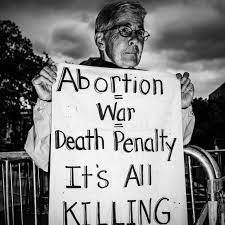 Abortion
=
War
=
Death Penalty
It's All
KILLING